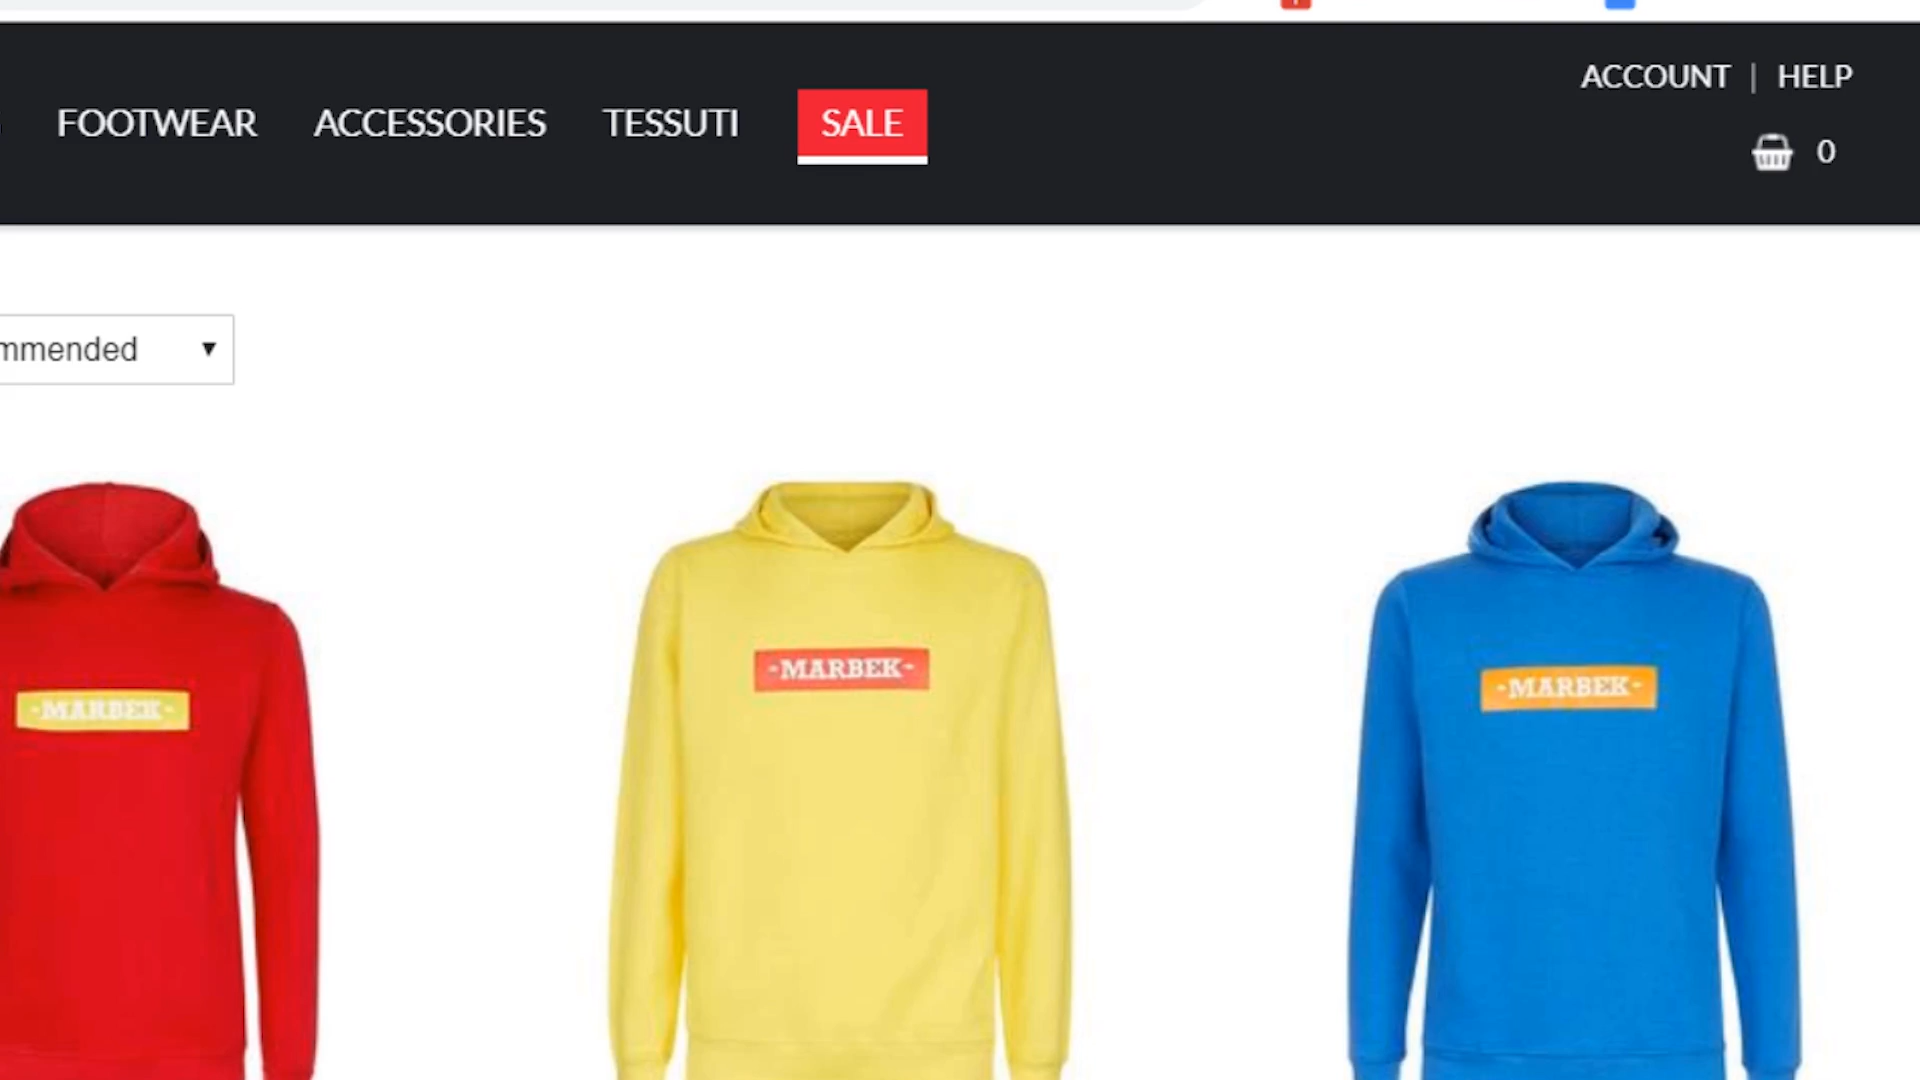 ACCOUNT | HELP
FOOTWEAR ACCESSORIES TESSUTI SALE
0
mmended ▼
-MARBEK- -MARBEK- -MARBEK-